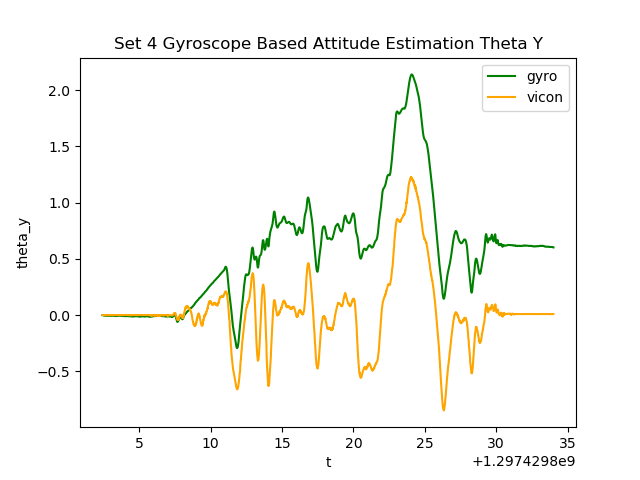 Set 4 Gyroscope Based Attitude Estimation Theta Y
gyro
vicon
theta_y
2.0
1.5
1.0
0.5
0.0
−0.5
5 10 15 20 25 30 35
t
+1.2974298e9